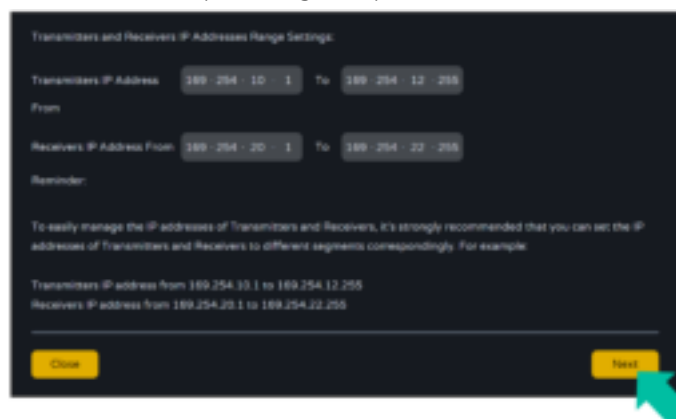 Transmitters and Receivers IP Addresses Range Settings:
Transmitters IP Address From 169 · 254 · 10 · 1 To 169 · 254 · 12 · 255
Receivers IP Address From 169 · 254 · 20 · 1 To 169 · 254 · 22 · 255
Reminder:
To easily manage the IP addresses of Transmitters and Receivers, it's strongly recommended that you can set the IP
addresses of Transmitters and Receivers to different segments correspondingly. For example:
Transmitters IP address from 169.254.10.1 to 169.254.12.255
Receivers IP address from 169.254.20.1 to 169.254.22.255
Close Next